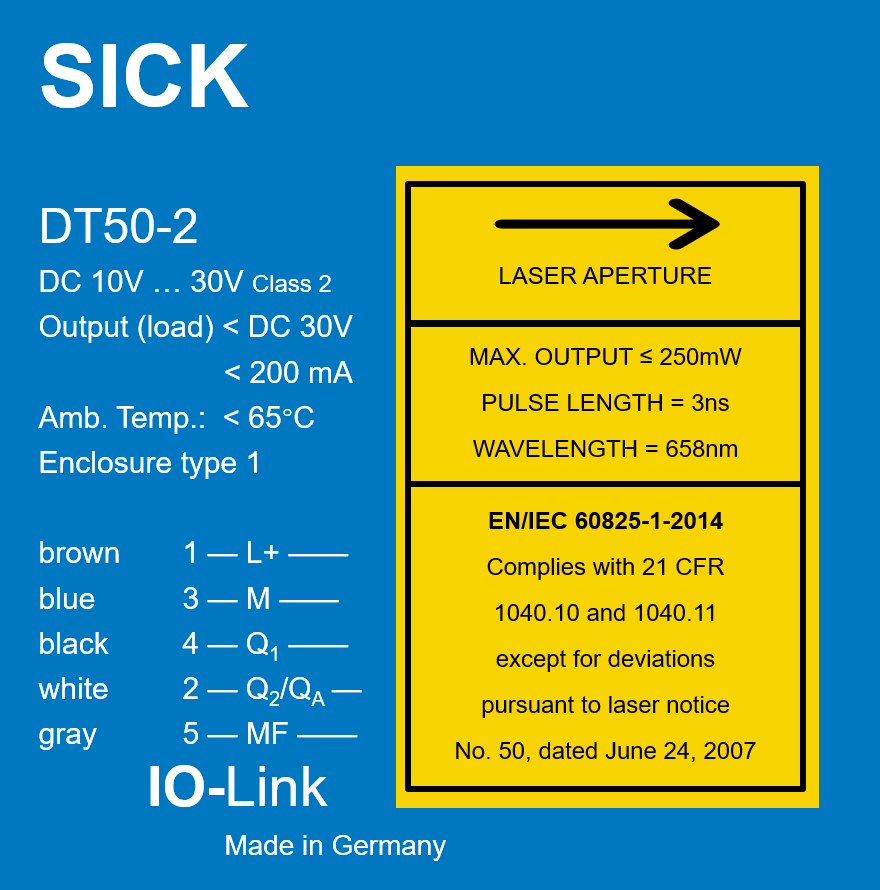 SICK
DT50-2
DC 10V … 30V Class 2
Output (load) < DC 30V
< 200 mA
Amb. Temp.: < 65°C
Enclosure type 1
brown 1 — L+ ——
blue 3 — M ——
black 4 — Q1 ——
white 2 — Q2/QA —
gray 5 — MF ——
IO-Link
Made in Germany
LASER APERTURE
MAX. OUTPUT ≤ 250mW
PULSE LENGTH = 3ns
WAVELENGTH = 658nm
EN/IEC 60825-1-2014
Complies with 21 CFR
1040.10 and 1040.11
except for deviations
pursuant to laser notice
No. 50, dated June 24, 2007